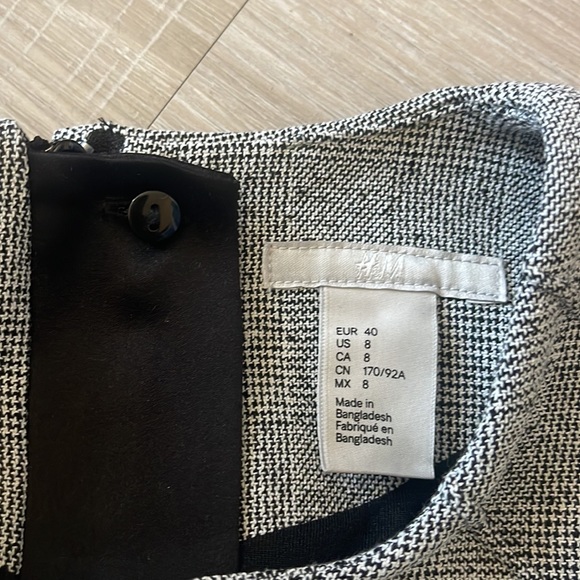 H&M
EUR 40
US 8
CA 8
CN 170/92A
MX 8
Made in
Bangladesh
Fabriqué en
Bangladesh